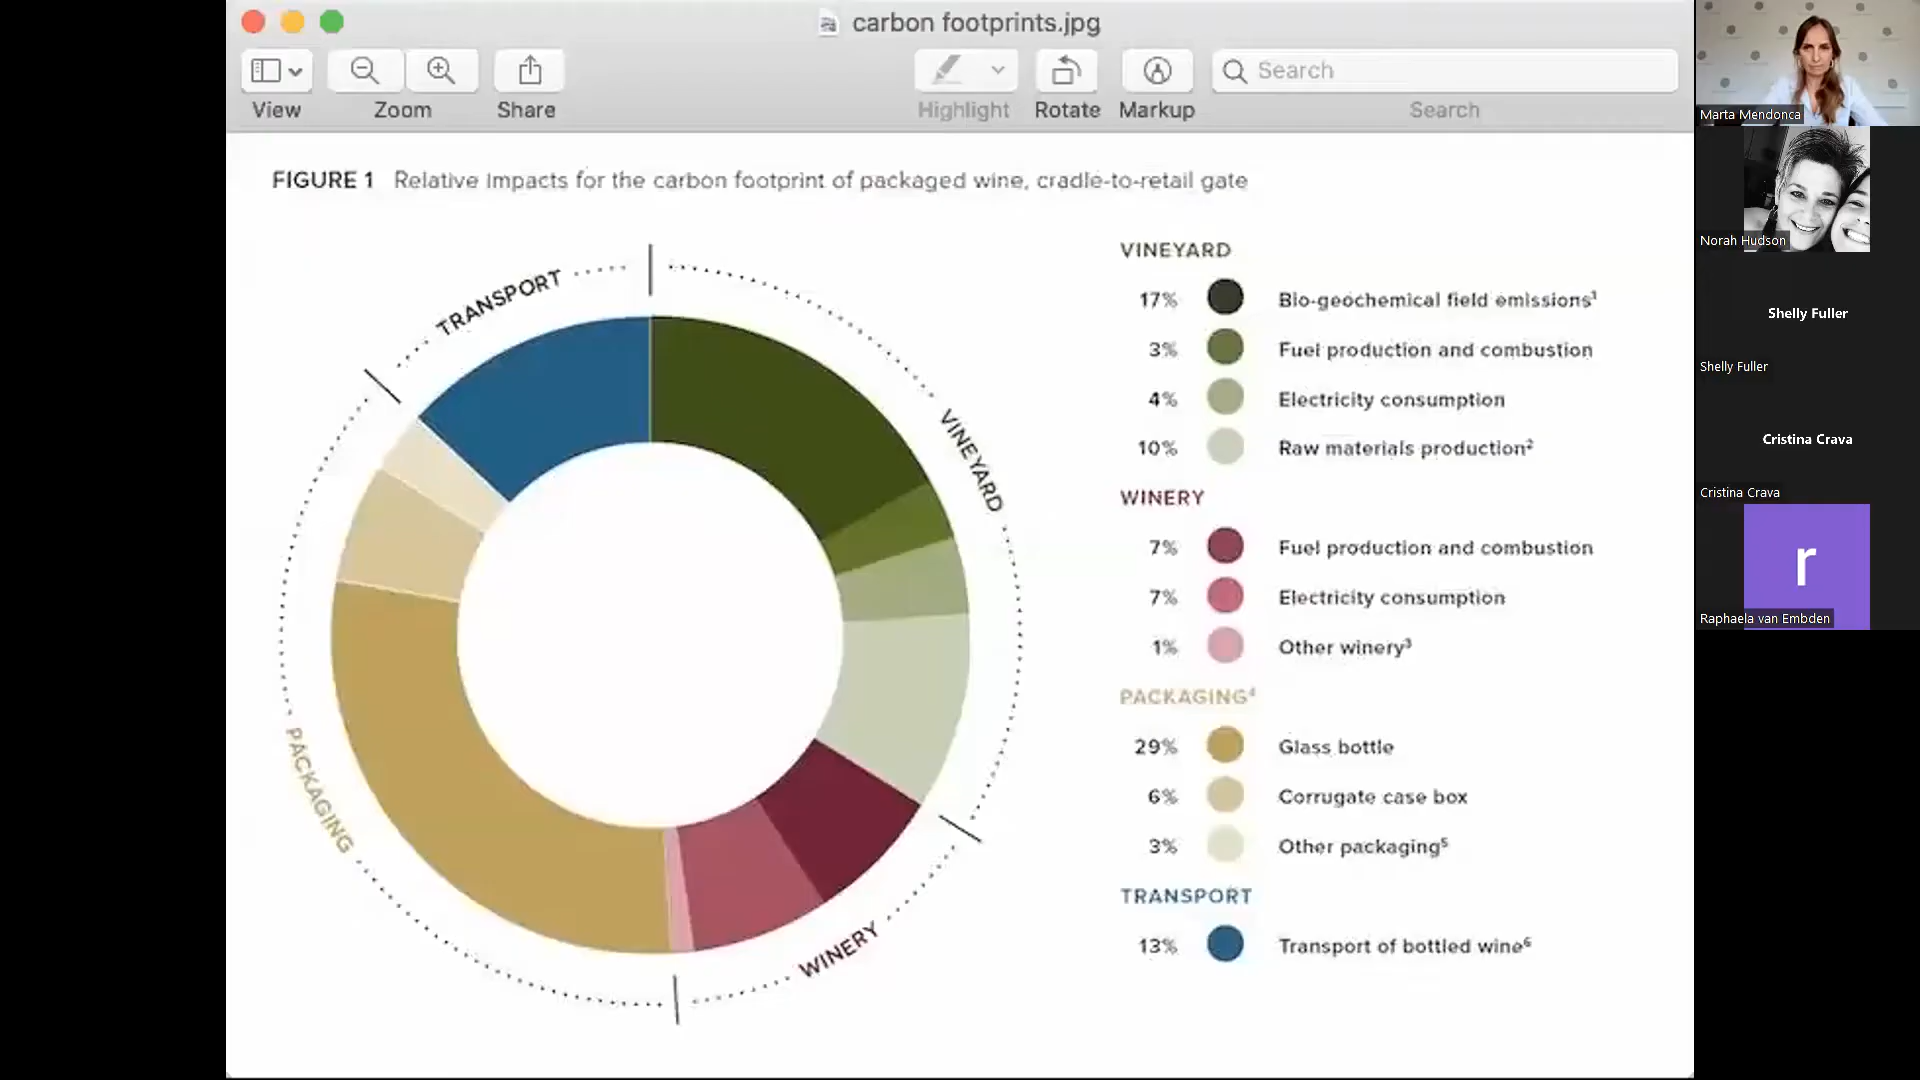 carbon footprints.jpg
View
Zoom
Share
Highlight
Rotate
Markup
Search
Search
FIGURE 1 Relative impacts for the carbon footprint of packaged wine, cradle-to-retail gate
TRANSPORT
VINEYARD
PACKAGING
WINERY
VINEYARD
17% Bio-geochemical field emissions¹
3% Fuel production and combustion
4% Electricity consumption
10% Raw materials production²
WINERY
7% Fuel production and combustion
7% Electricity consumption
1% Other winery³
PACKAGING⁴
29% Glass bottle
6% Corrugate case box
3% Other packaging⁵
TRANSPORT
13% Transport of bottled wine⁶
Marta Mendonca
Norah Hudson
Shelly Fuller
Shelly Fuller
Cristina Crava
Cristina Crava
r
Raphaela van Embden